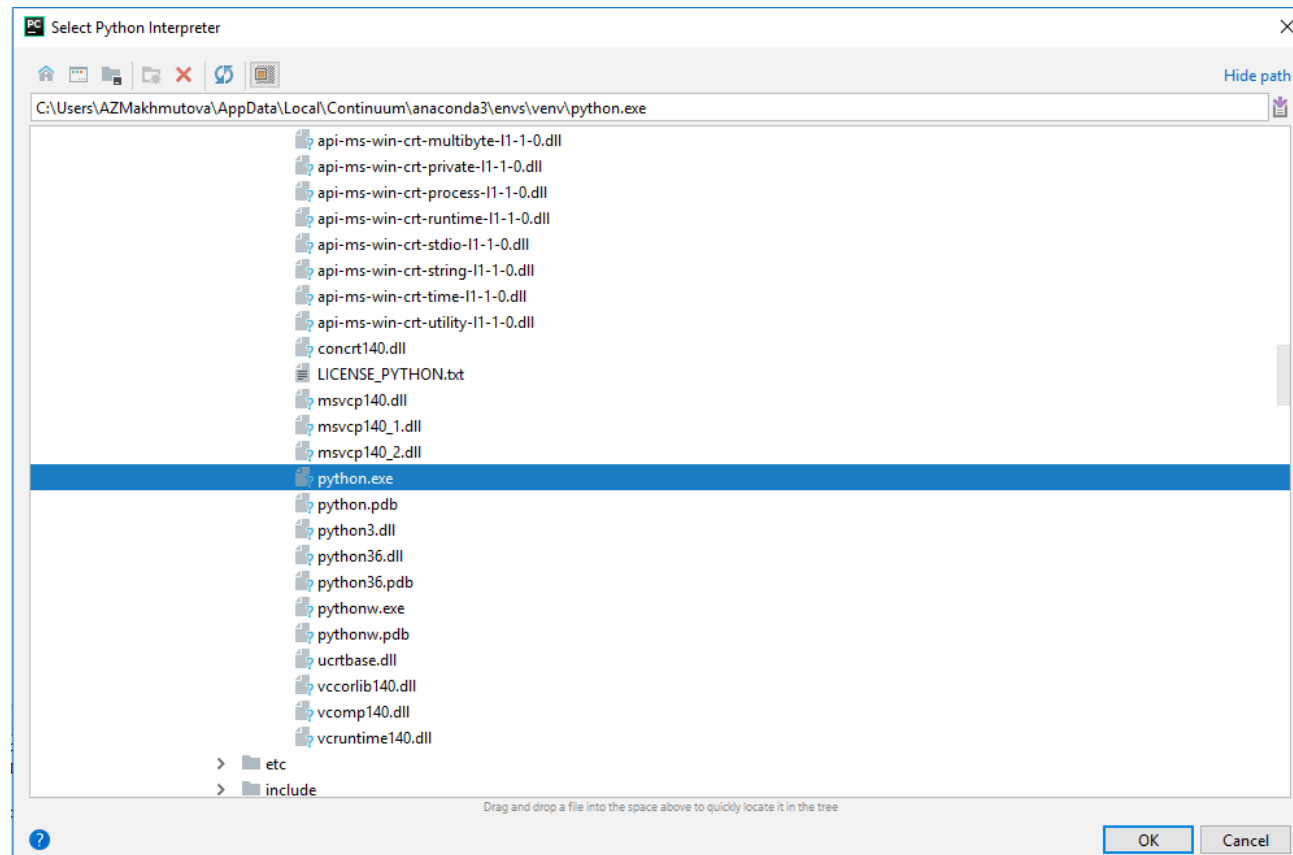 PC Select Python Interpreter
Hide path
C:\Users\AZMakhmutova\AppData\Local\Continuum\anaconda3\envs\venv\python.exe
api-ms-win-crt-multibyte-l1-1-0.dll
api-ms-win-crt-private-l1-1-0.dll
api-ms-win-crt-process-l1-1-0.dll
api-ms-win-crt-runtime-l1-1-0.dll
api-ms-win-crt-stdio-l1-1-0.dll
api-ms-win-crt-string-l1-1-0.dll
api-ms-win-crt-time-l1-1-0.dll
api-ms-win-crt-utility-l1-1-0.dll
concrt140.dll
LICENSE_PYTHON.txt
msvcp140.dll
msvcp140_1.dll
msvcp140_2.dll
python.exe
python.pdb
python3.dll
python36.dll
python36.pdb
pythonw.exe
pythonw.pdb
ucrtbase.dll
vccorlib140.dll
vcomp140.dll
vcruntime140.dll
etc
include
Drag and drop a file into the space above to quickly locate it in the tree
? OK Cancel